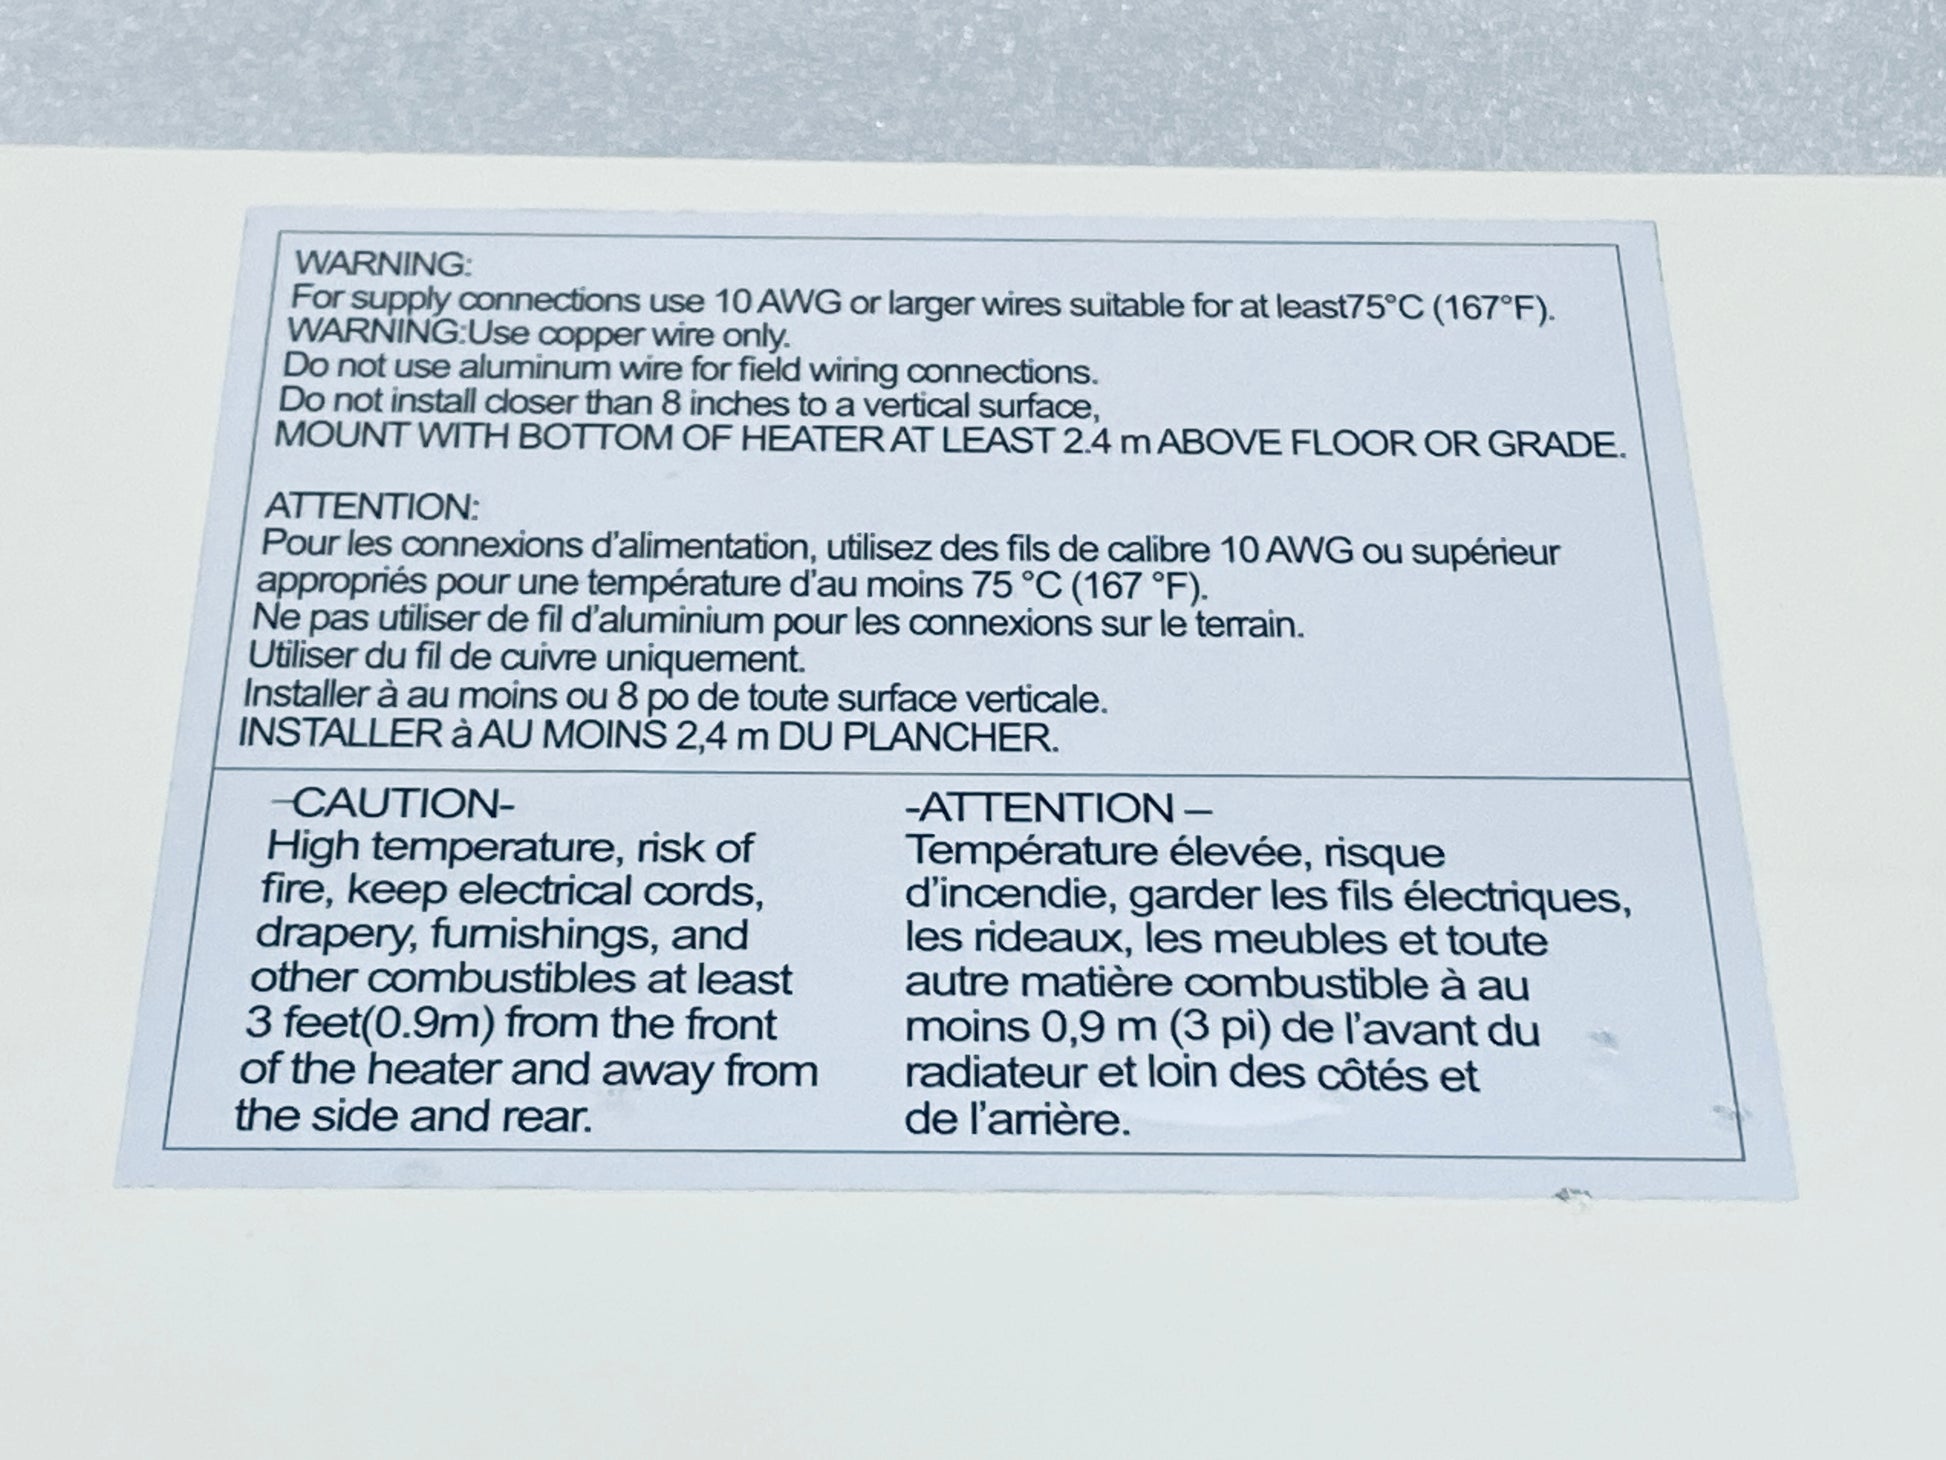 WARNING:
For supply connections use 10 AWG or larger wires suitable for at least75°C (167°F).
WARNING:Use copper wire only.
Do not use aluminum wire for field wiring connections.
Do not install closer than 8 inches to a vertical surface,
MOUNT WITH BOTTOM OF HEATER AT LEAST 2.4 m ABOVE FLOOR OR GRADE.
ATTENTION:
Pour les connexions d'alimentation, utilisez des fils de calibre 10 AWG ou supérieur
appropriés pour une température d'au moins 75 °C (167 °F).
Ne pas utiliser de fil d'aluminium pour les connexions sur le terrain.
Utiliser du fil de cuivre uniquement.
Installer à au moins ou 8 po de toute surface verticale.
INSTALLER à AU MOINS 2,4 m DU PLANCHER.
–CAUTION-
High temperature, risk of
fire, keep electrical cords,
drapery, furnishings, and
other combustibles at least
3 feet(0.9m) from the front
of the heater and away from
the side and rear.
-ATTENTION –
Température élevée, risque
d'incendie, garder les fils électriques,
les rideaux, les meubles et toute
autre matière combustible à au
moins 0,9 m (3 pi) de l'avant du
radiateur et loin des côtés et
de l'arrière.